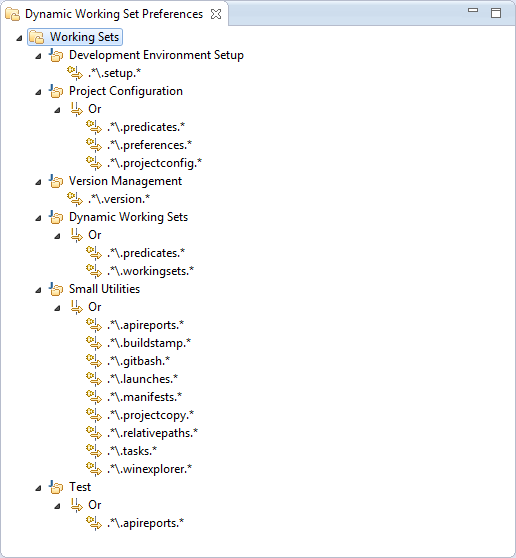 Dynamic Working Set Preferences
Working Sets
Development Environment Setup
.*\.setup.*
Project Configuration
Or
.*\.predicates.*
.*\.preferences.*
.*\.projectconfig.*
Version Management
.*\.version.*
Dynamic Working Sets
Or
.*\.predicates.*
.*\.workingsets.*
Small Utilities
Or
.*\.apireports.*
.*\.buildstamp.*
.*\.gitbash.*
.*\.launches.*
.*\.manifests.*
.*\.projectcopy.*
.*\.relativepaths.*
.*\.tasks.*
.*\.winexplorer.*
Test
Or
.*\.apireports.*